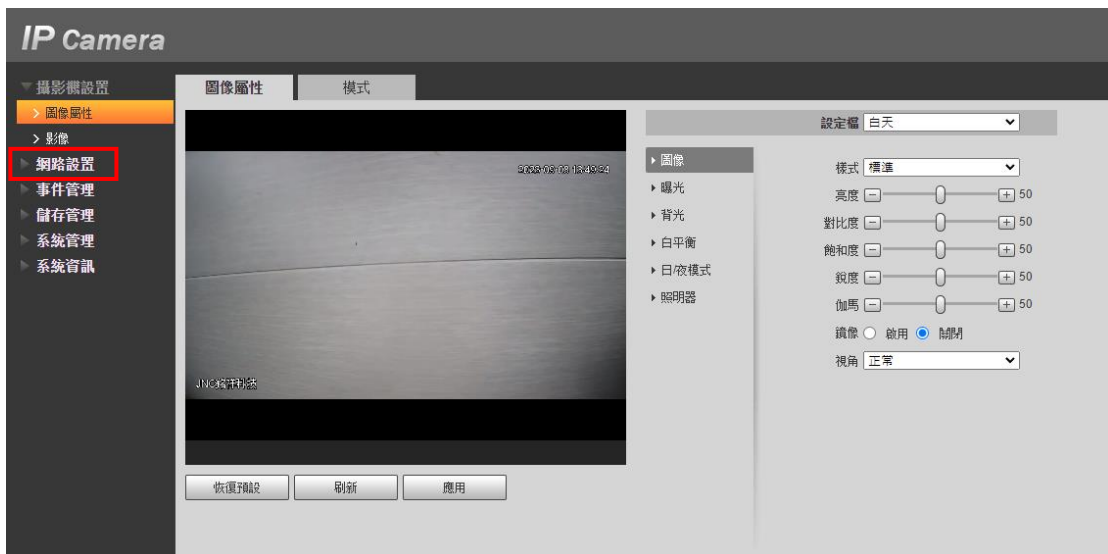 IP Camera
攝影機設置
圖像屬性
影像
網路設置
事件管理
儲存管理
系統管理
系統資訊
圖像屬性 模式
JNC
恢復預設 刷新 應用
圖像
曝光
背光
白平衡
日/夜模式
照明器
設定檔 白天
樣式 標準
亮度 50
對比度 50
飽和度 50
銳度 50
伽馬 50
鏡像 啟用 關閉
視角 正常